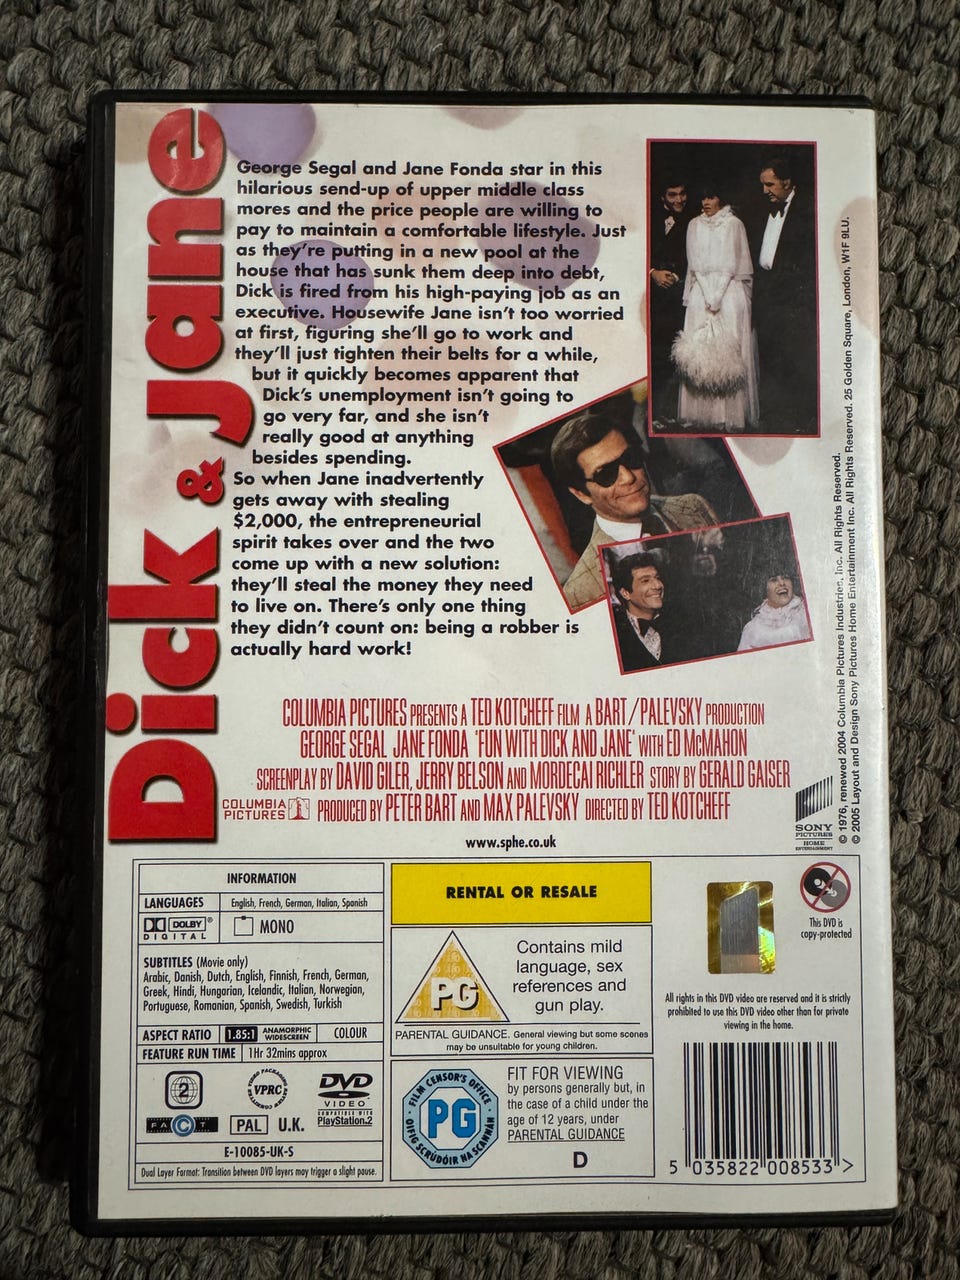 Dick & Jane
George Segal and Jane Fonda star in this
hilarious send-up of upper middle class
mores and the price people are willing to
pay to maintain a comfortable lifestyle. Just
as they're putting in a new pool at the
house that has sunk them deep into debt,
Dick is fired from his high-paying job as an
executive. Housewife Jane isn't too worried
at first, figuring she'll go to work and
they'll just tighten their belts for a while,
but it quickly becomes apparent that
Dick's unemployment isn't going to
go very far, and she isn't
really good at anything
besides spending.
So when Jane inadvertently
gets away with stealing
$2,000, the entrepreneurial
spirit takes over and the two
come up with a new solution:
they'll steal the money they need
to live on. There's only one thing
they didn't count on: being a robber is
actually hard work!
COLUMBIA PICTURES PRESENTS A TED KOTCHEFF FILM A BART/PALEVSKY PRODUCTION
GEORGE SEGAL JANE FONDA 'FUN WITH DICK AND JANE' WITH ED McMAHON
SCREENPLAY BY DAVID GILER, JERRY BELSON AND MORDECAI RICHLER STORY BY GERALD GAISER
COLUMBIA PICTURES PRODUCED BY PETER BART AND MAX PALEVSKY DIRECTED BY TED KOTCHEFF
www.sphe.co.uk
SONY
PICTURES
HOME
ENTERTAINMENT
© 1976, renewed 2004 Columbia Pictures Industries, Inc. All Rights Reserved.
© 2005 Layout and Design Sony Pictures Home Entertainment Inc. All Rights Reserved. 25 Golden Square, London, W1F 9LU.
INFORMATION
LANGUAGES English, French, German, Italian, Spanish
DOLBY
DIGITAL
MONO
SUBTITLES (Movie only)
Arabic, Danish, Dutch, English, Finnish, French, German,
Greek, Hindi, Hungarian, Icelandic, Italian, Norwegian,
Portuguese, Romanian, Spanish, Swedish, Turkish
ASPECT RATIO 1.85:1 ANAMORPHIC WIDESCREEN COLOUR
FEATURE RUN TIME 1Hr 32mins approx
2
VIDEO PACKAGING REVIEW COMMITTEE
VPRC
DVD
VIDEO
COMPATIBLE WITH
PlayStation.2
FACT
PAL U.K.
E-10085-UK-S
Dual Layer Format: Transition between DVD layers may trigger a slight pause.
RENTAL OR RESALE
PG
Contains mild
language, sex
references and
gun play.
PARENTAL GUIDANCE. General viewing but some scenes
may be unsuitable for young children.
FILM CENSOR'S OFFICE
PG
OIFIG SCRÚDÓIR NA SCANNÁN
FIT FOR VIEWING
by persons generally but, in
the case of a child under the
age of 12 years, under
PARENTAL GUIDANCE
D
This DVD is
copy-protected
All rights in this DVD video are reserved and it is strictly
prohibited to use this DVD video other than for private
viewing in the home.
5 035822 008533 >